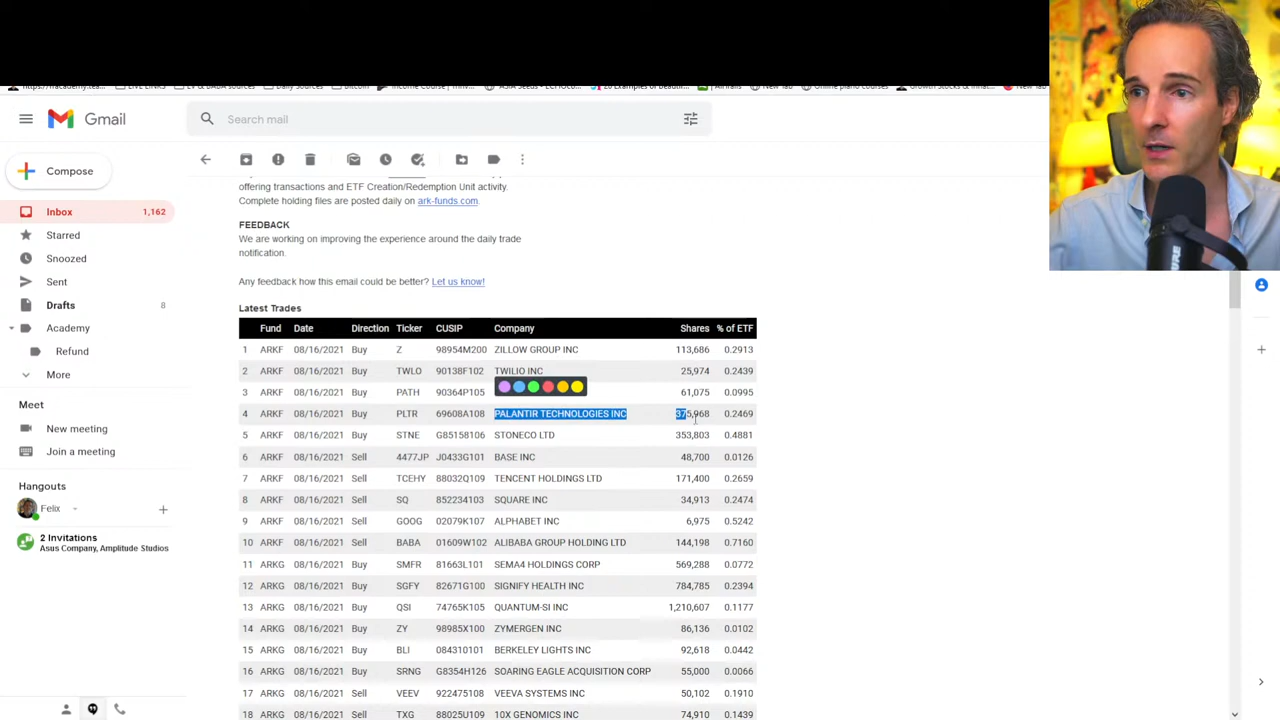 LIVE LINKS
EV & BABA sources
Daily Sources
Bitcoin
New Tab
Online piano courses
Gmail
Search mail
Compose
offering transactions and ETF Creation/Redemption Unit activity.
Inbox 1,162
Complete holding files are posted daily on ark-funds.com.
Starred
FEEDBACK
We are working on improving the experience around the daily trade
notification.
Snoozed
Sent
Any feedback how this email could be better? Let us know!
Drafts 8
Latest Trades
Academy
Fund Date Direction Ticker CUSIP Company Shares % of ETF
Refund
1 ARKF 08/16/2021 Buy Z 98954M200 ZILLOW GROUP INC 113,686 0.2913
More
2 ARKF 08/16/2021 Buy TWLO 90138F102 TWILIO INC 25,974 0.2439
3 ARKF 08/16/2021 Buy PATH 90364P105 61,075 0.0995
Meet
4 ARKF 08/16/2021 Buy PLTR 69608A108 PALANTIR TECHNOLOGIES INC 375,968 0.2469
New meeting
5 ARKF 08/16/2021 Buy STNE G85158106 STONECO LTD 353,803 0.4881
Join a meeting
6 ARKF 08/16/2021 Sell 4477JP J0433G101 BASE INC 48,700 0.0126
7 ARKF 08/16/2021 Sell TCEHY 88032Q109 TENCENT HOLDINGS LTD 171,400 0.2659
Hangouts
8 ARKF 08/16/2021 Sell SQ 852234103 SQUARE INC 34,913 0.2474
Felix
9 ARKF 08/16/2021 Sell GOOG 02079K107 ALPHABET INC 6,975 0.5242
2 Invitations
Asus Company, Amplitude Studios
10 ARKF 08/16/2021 Sell BABA 01609W102 ALIBABA GROUP HOLDING LTD 144,198 0.7160
11 ARKG 08/16/2021 Buy SMFR 81663L101 SEMA4 HOLDINGS CORP 569,288 0.0772
12 ARKG 08/16/2021 Buy SGFY 82671G100 SIGNIFY HEALTH INC 784,785 0.2394
13 ARKG 08/16/2021 Buy QSI 74765K105 QUANTUM-SI INC 1,210,607 0.1177
14 ARKG 08/16/2021 Buy ZY 98985X100 ZYMERGEN INC 86,136 0.0102
15 ARKG 08/16/2021 Buy BLI 084310101 BERKELEY LIGHTS INC 92,618 0.0442
16 ARKG 08/16/2021 Buy SRNG G8354H126 SOARING EAGLE ACQUISITION CORP 55,000 0.0066
17 ARKG 08/16/2021 Sell VEEV 922475108 VEEVA SYSTEMS INC 50,102 0.1910
18 ARKG 08/16/2021 Sell TXG 88025U109 10X GENOMICS INC 74,910 0.1439